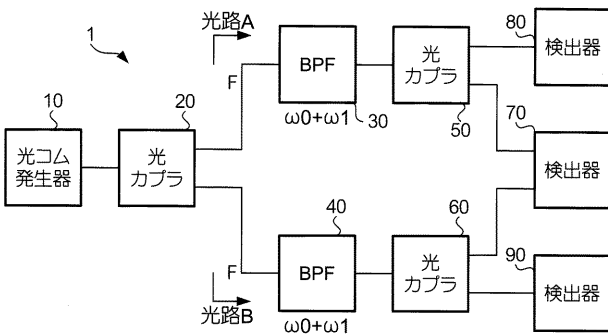 1
光路A
F
10
光コム
発生器
20
光
カプラ
BPF
30
ω0+ω1
光
カプラ
50
80
検出器
70
検出器
40
BPF
ω0+ω1
60
光
カプラ
90
検出器
F
光路B